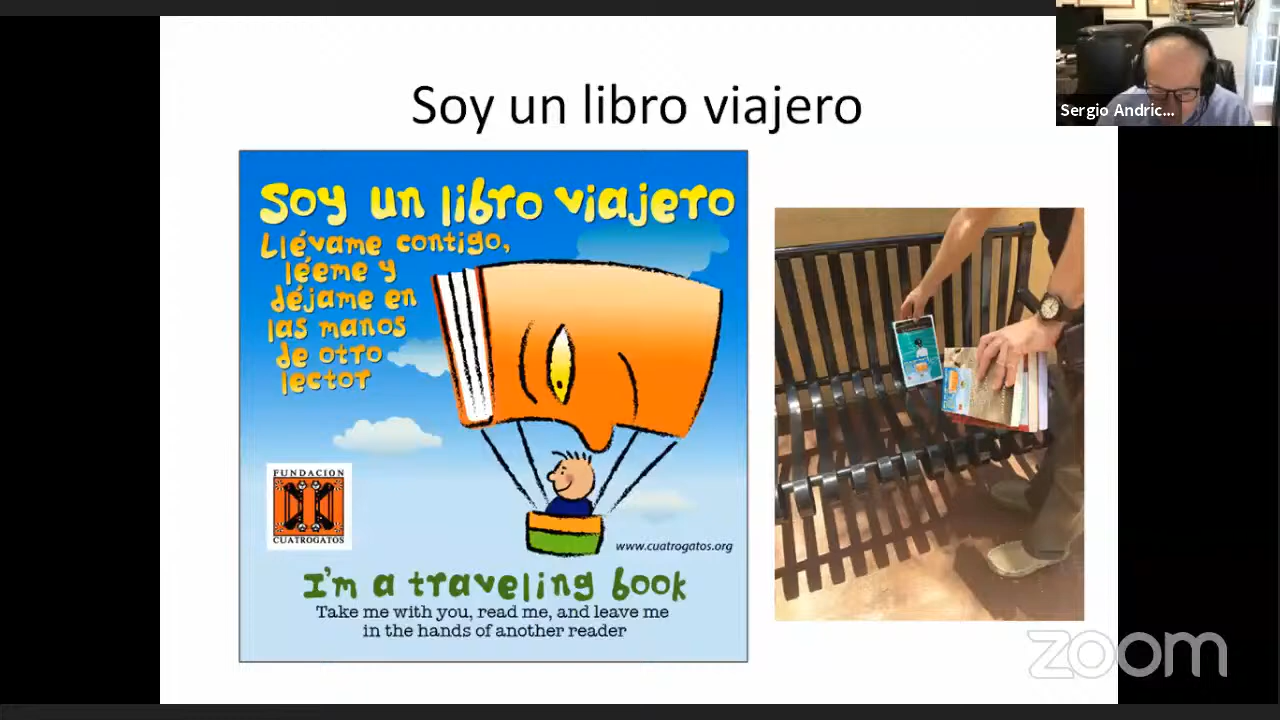 Soy un libro viajero
Sergio Andric...
Soy un libro viajero
Llévame contigo,
léeme y
déjame en
las manos
de otro
lector
FUNDACION
CUATROGATOS
www.cuatrogatos.org
I'm a traveling book
Take me with you, read me, and leave me
in the hands of another reader
zoom